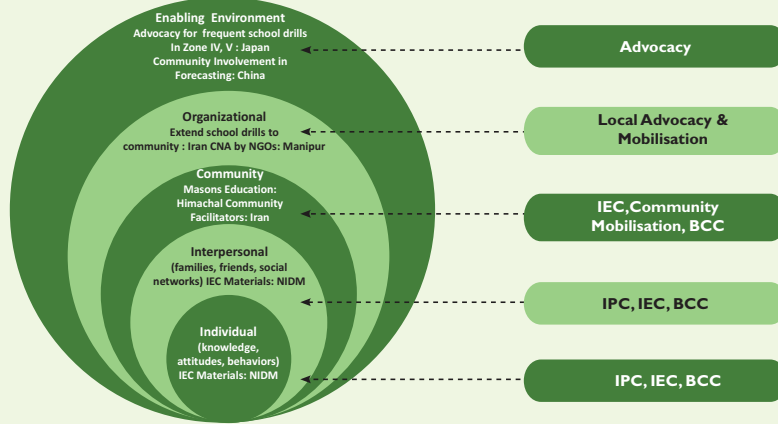 Enabling Environment
Advocacy for frequent school drills
In Zone IV, V : Japan
Community Involvement in
Forecasting: China
Advocacy
Organizational
Extend school drills to
community : Iran CNA by NGOs: Manipur
Local Advocacy &
Mobilisation
Community
Masons Education:
Himachal Community
Facilitators: Iran
IEC,Community
Mobilisation, BCC
Interpersonal
(families, friends, social
networks) IEC Materials: NIDM
IPC, IEC, BCC
Individual
(knowledge,
attitudes, behaviors)
IEC Materials: NIDM
IPC, IEC, BCC